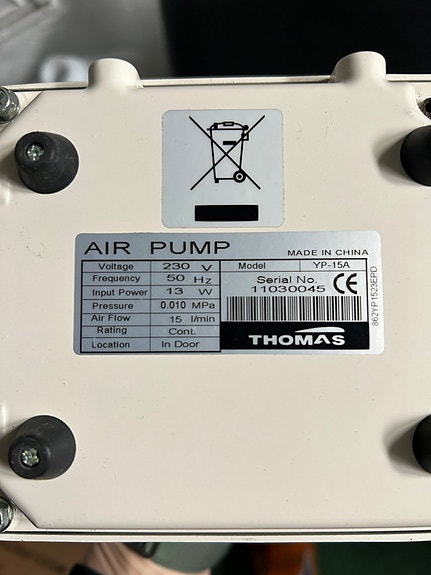 AIR PUMP
MADE IN CHINA
Voltage 230 V
Frequency 50 Hz
Input Power 13 W
Pressure 0.010 MPa
Air Flow 15 l/min
Rating Cont.
Location In Door
Model YP-15A
Serial No.
11030045
CE
THOMAS
862YP1523EPD